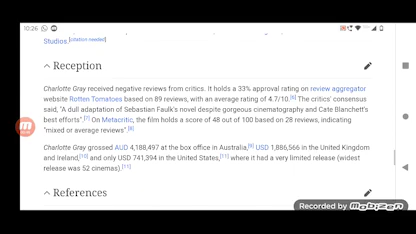 10:26
Studios.[citation needed]
Reception
Charlotte Gray received negative reviews from critics. It holds a 33% approval rating on review aggregator
website Rotten Tomatoes based on 89 reviews, with an average rating of 4.7/10.[6] The critics' consensus
said, "A dull adaptation of Sebastian Faulk's novel despite gorgeous cinematography and Cate Blanchett's
best efforts".[7] On Metacritic, the film holds a score of 48 out of 100 based on 28 reviews, indicating
"mixed or average reviews".[8]
Charlotte Gray grossed AUD 4,188,497 at the box office in Australia,[9] USD 1,886,566 in the United Kingdom
and Ireland,[10] and only USD 741,394 in the United States,[11] where it had a very limited release (widest
release was 52 cinemas).[11]
References
Recorded by Mobizen